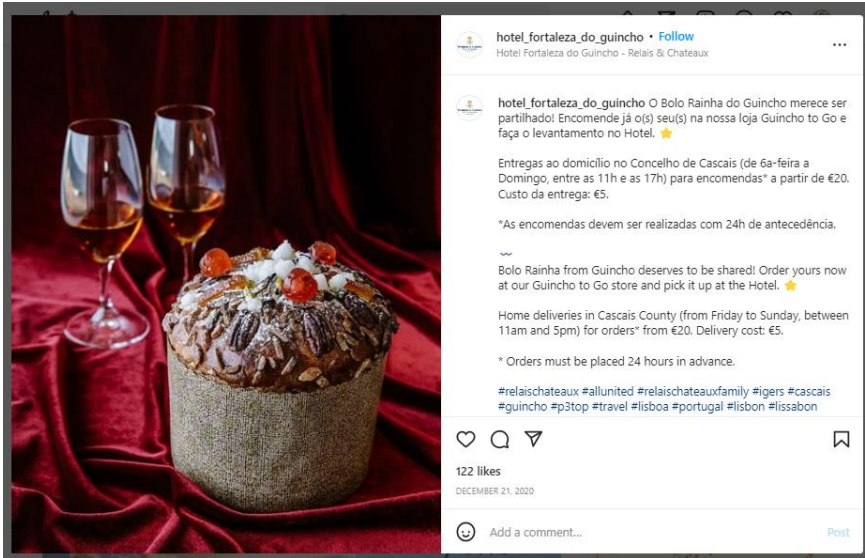 hotel_fortaleza_do_guincho • Follow
Hotel Fortaleza do Guincho - Relais & Chateaux
hotel_fortaleza_do_guincho O Bolo Rainha do Guincho merece ser
partilhado! Encomende já o(s) seu(s) na nossa loja Guincho to Go e
faça o levantamento no Hotel. ⭐
Entregas ao domicílio no Concelho de Cascais (de 6a-feira a
Domingo, entre as 11h e as 17h) para encomendas* a partir de €20.
Custo da entrega: €5.
*As encomendas devem ser realizadas com 24h de antecedência.
〰️
Bolo Rainha from Guincho deserves to be shared! Order yours now
at our Guincho to Go store and pick it up at the Hotel. ⭐
Home deliveries in Cascais County (from Friday to Sunday, between
11am and 5pm) for orders* from €20. Delivery cost: €5.
* Orders must be placed 24 hours in advance.
#relaischateaux #allunited #relaischateauxfamily #igers #cascais
#guincho #p3top #travel #lisboa #portugal #lisbon #lissabon
122 likes
DECEMBER 21, 2020
Add a comment...
Post